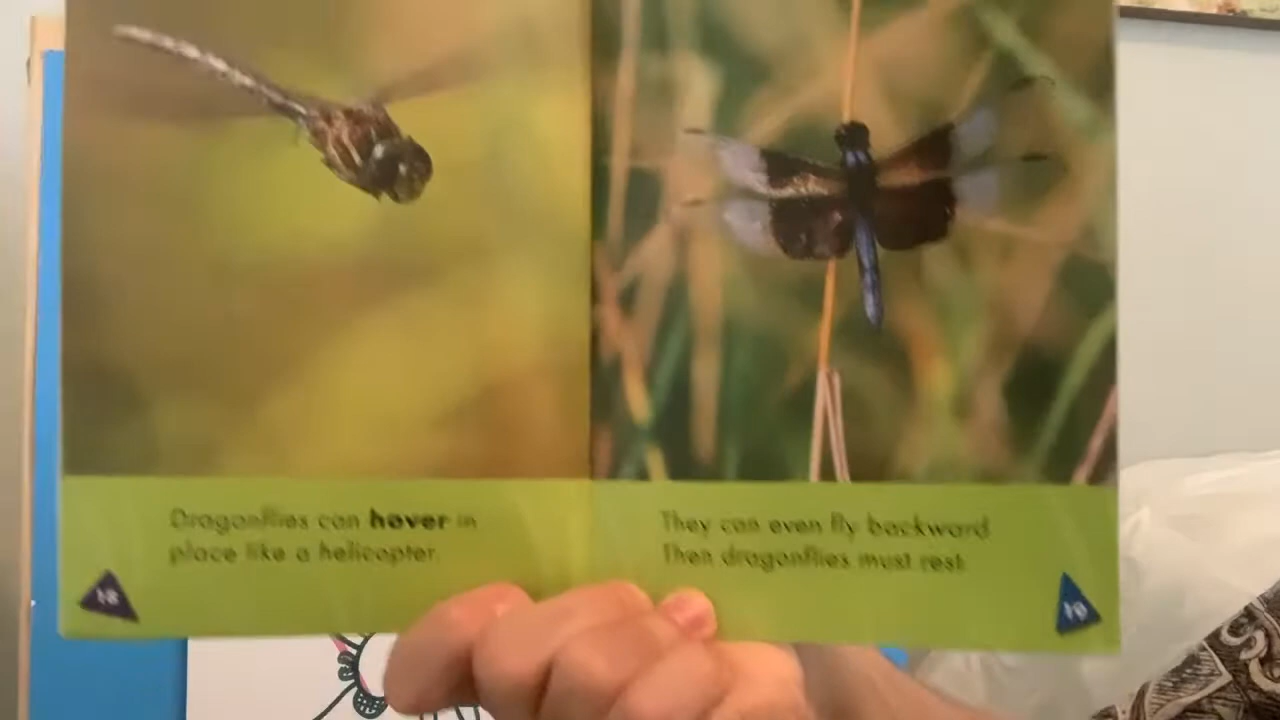 Dragonflies can hover in
place like a helicopter.
18
They can even fly backward.
Then dragonflies must rest.
19